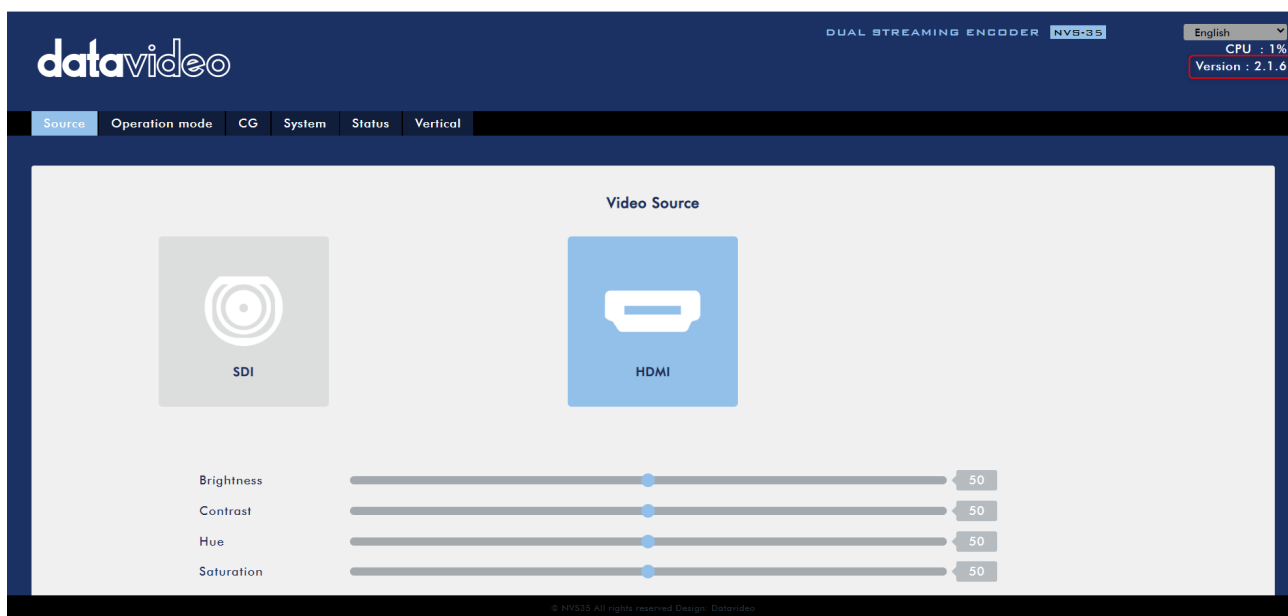 datavideo
DUAL STREAMING ENCODER NVS-35
English
CPU : 1%
Version : 2.1.6
Source Operation mode CG System Status Vertical
Video Source
SDI HDMI
Brightness 50
Contrast 50
Hue 50
Saturation 50
© NVS35 All rights reserved Design: Datavideo